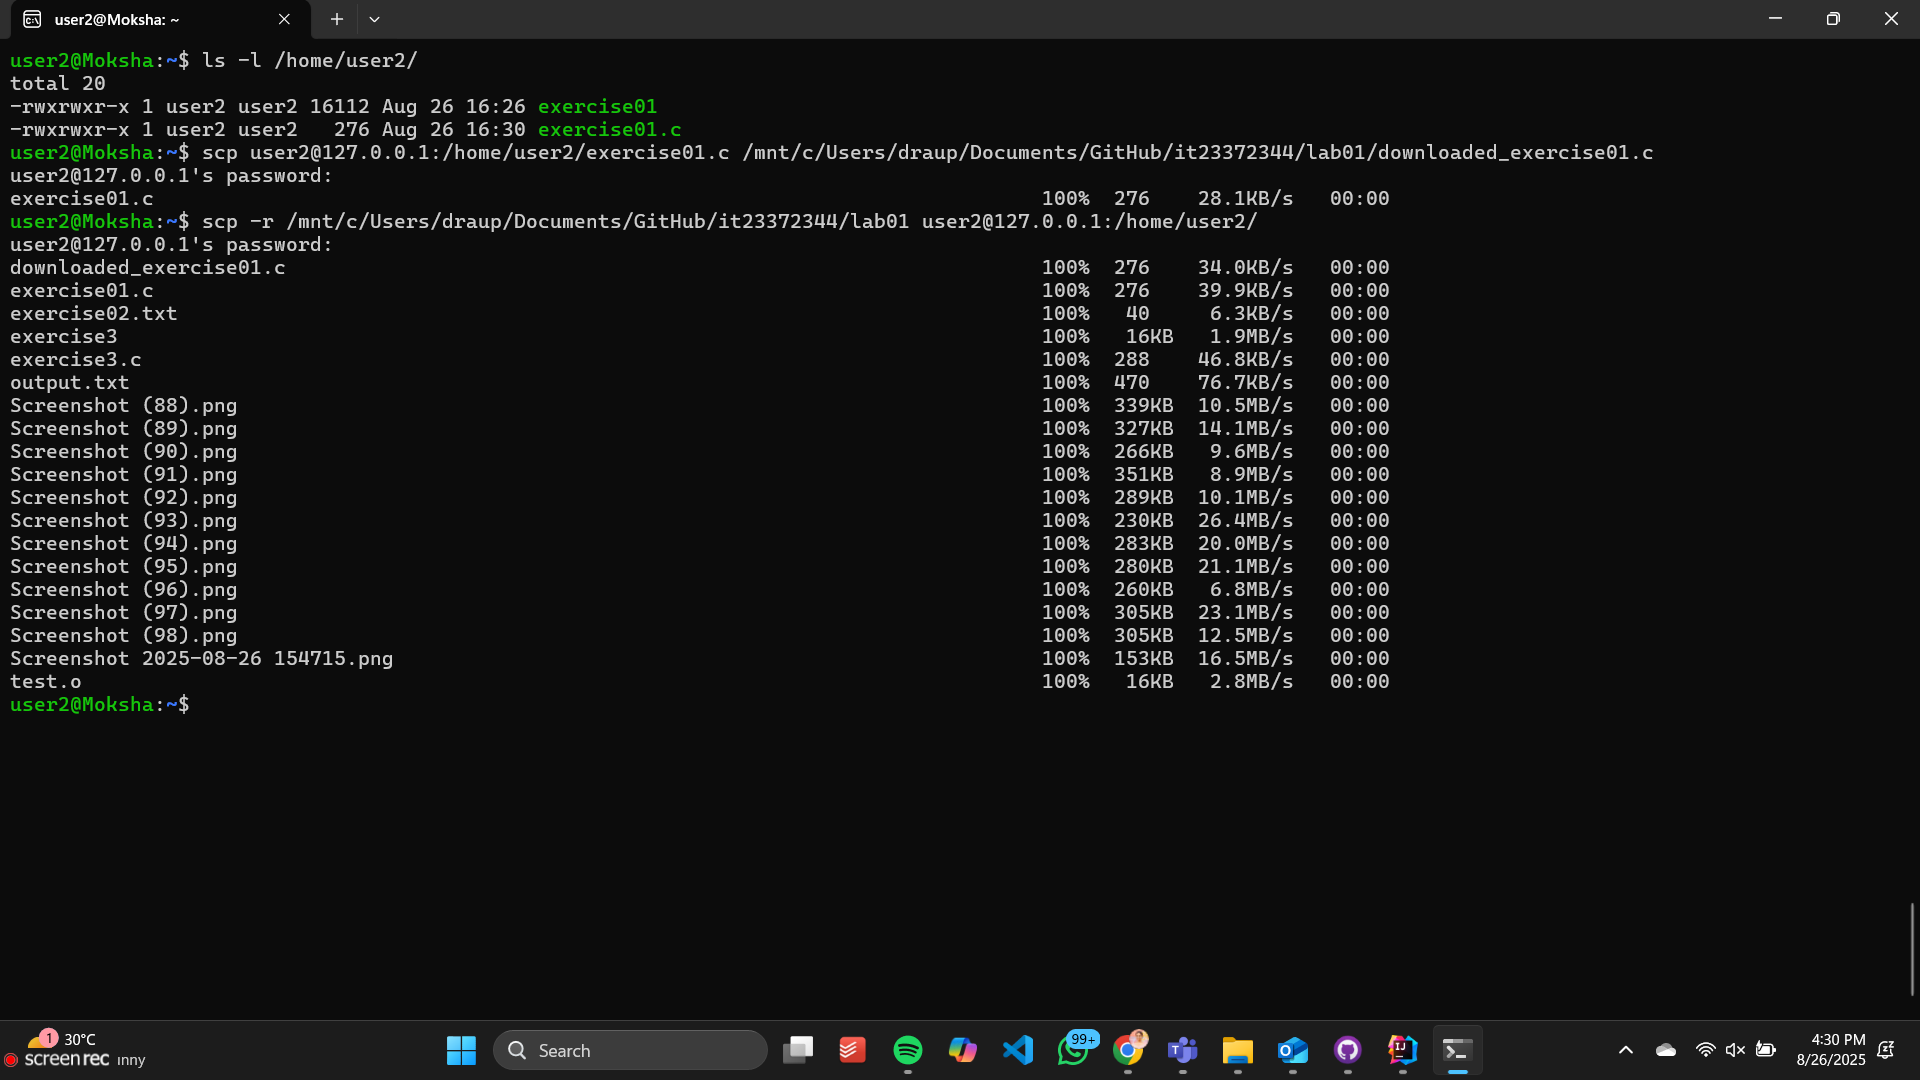 user2@Moksha: ~
user2@Moksha:~$ ls -l /home/user2/
total 20
-rwxrwxr-x 1 user2 user2 16112 Aug 26 16:26 exercise01
-rwxrwxr-x 1 user2 user2   276 Aug 26 16:30 exercise01.c
user2@Moksha:~$ scp user2@127.0.0.1:/home/user2/exercise01.c /mnt/c/Users/draup/Documents/GitHub/it23372344/lab01/downloaded_exercise01.c
user2@127.0.0.1's password:
exercise01.c 100% 276 28.1KB/s 00:00
user2@Moksha:~$ scp -r /mnt/c/Users/draup/Documents/GitHub/it23372344/lab01 user2@127.0.0.1:/home/user2/
user2@127.0.0.1's password:
downloaded_exercise01.c 100% 276 34.0KB/s 00:00
exercise01.c 100% 276 39.9KB/s 00:00
exercise02.txt 100% 40 6.3KB/s 00:00
exercise3 100% 16KB 1.9MB/s 00:00
exercise3.c 100% 288 46.8KB/s 00:00
output.txt 100% 470 76.7KB/s 00:00
Screenshot (88).png 100% 339KB 10.5MB/s 00:00
Screenshot (89).png 100% 327KB 14.1MB/s 00:00
Screenshot (90).png 100% 266KB 9.6MB/s 00:00
Screenshot (91).png 100% 351KB 8.9MB/s 00:00
Screenshot (92).png 100% 289KB 10.1MB/s 00:00
Screenshot (93).png 100% 230KB 26.4MB/s 00:00
Screenshot (94).png 100% 283KB 20.0MB/s 00:00
Screenshot (95).png 100% 280KB 21.1MB/s 00:00
Screenshot (96).png 100% 260KB 6.8MB/s 00:00
Screenshot (97).png 100% 305KB 23.1MB/s 00:00
Screenshot (98).png 100% 305KB 12.5MB/s 00:00
Screenshot 2025-08-26 154715.png 100% 153KB 16.5MB/s 00:00
test.o 100% 16KB 2.8MB/s 00:00
user2@Moksha:~$
1 30°C
screenrec
Search
99+
4:30 PM
8/26/2025